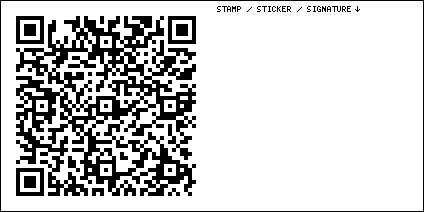 STAMP / STICKER / SIGNATURE ↓